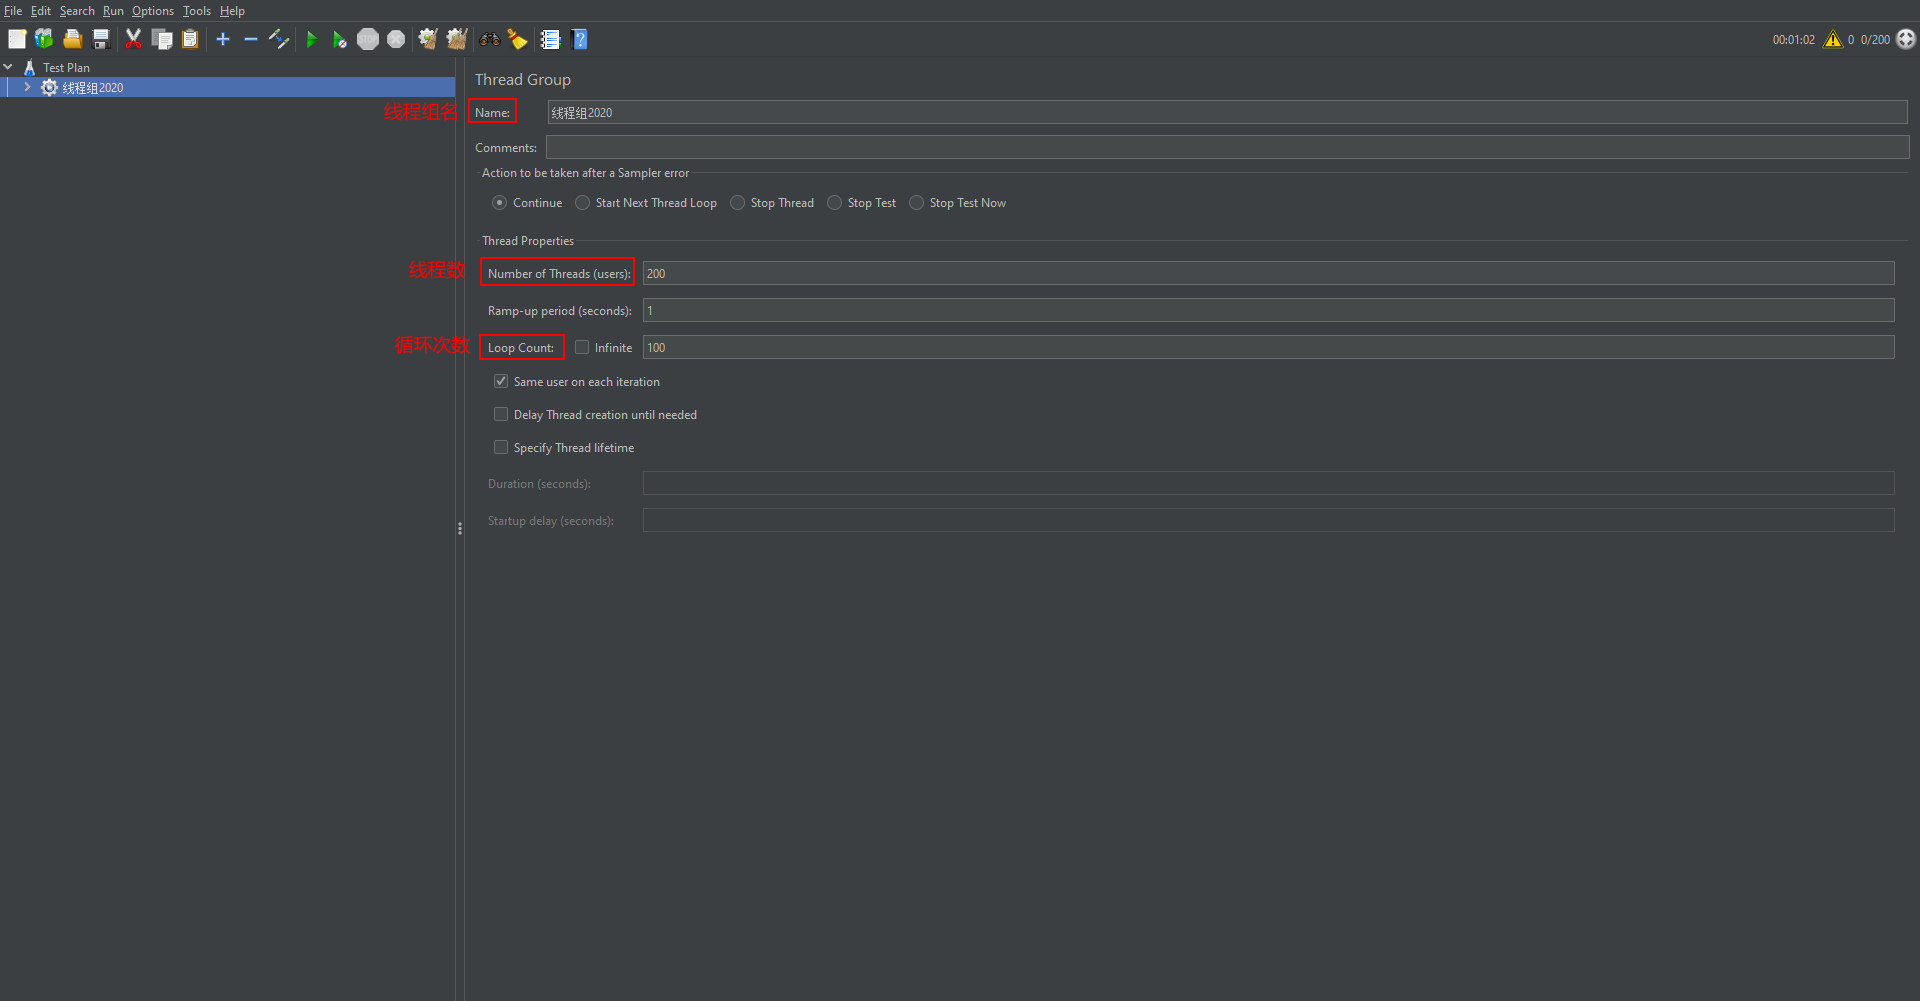 File Edit Search Run Options Tools Help
00:01:02 0 0/200
Test Plan
线程组2020
Thread Group
线程组名 Name: 线程组2020
Comments:
Action to be taken after a Sampler error
Continue Start Next Thread Loop Stop Thread Stop Test Stop Test Now
Thread Properties
线程数 Number of Threads (users): 200
Ramp-up period (seconds): 1
循环次数 Loop Count: Infinite 100
Same user on each iteration
Delay Thread creation until needed
Specify Thread lifetime
Duration (seconds):
Startup delay (seconds):